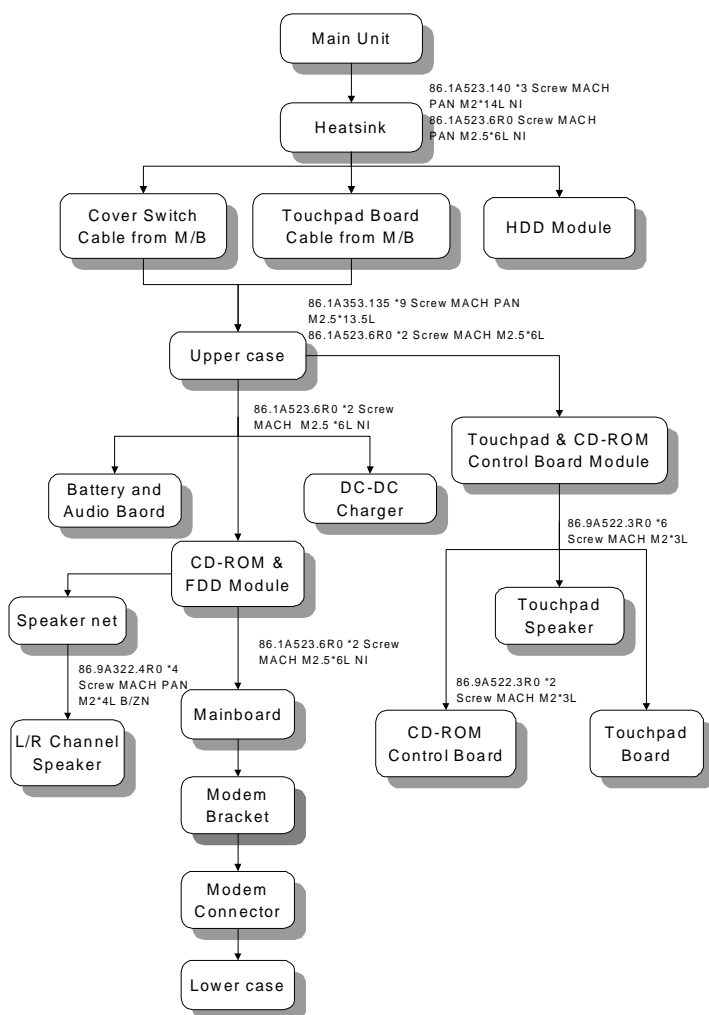 Main Unit
86.1A523.140 *3 Screw MACH
PAN M2*14L NI
86.1A523.6R0 Screw MACH
PAN M2.5*6L NI
Heatsink
Cover Switch
Cable from M/B
Touchpad Board
Cable from M/B
HDD Module
86.1A353.135 *9 Screw MACH PAN
M2.5*13.5L
86.1A523.6R0 *2 Screw MACH M2.5*6L
Upper case
86.1A523.6R0 *2 Screw
MACH M2.5 *6L NI
Touchpad & CD-ROM
Control Board Module
Battery and
Audio Baord
DC-DC
Charger
86.9A522.3R0 *6
Screw MACH M2*3L
CD-ROM &
FDD Module
Touchpad
Speaker
Speaker net
86.1A523.6R0 *2 Screw
MACH M2.5*6L NI
86.9A322.4R0 *4
Screw MACH PAN
M2*4L B/ZN
86.9A522.3R0 *2
Screw MACH M2*3L
Mainboard
L/R Channel
Speaker
CD-ROM
Control Board
Touchpad
Board
Modem
Bracket
Modem
Connector
Lower case